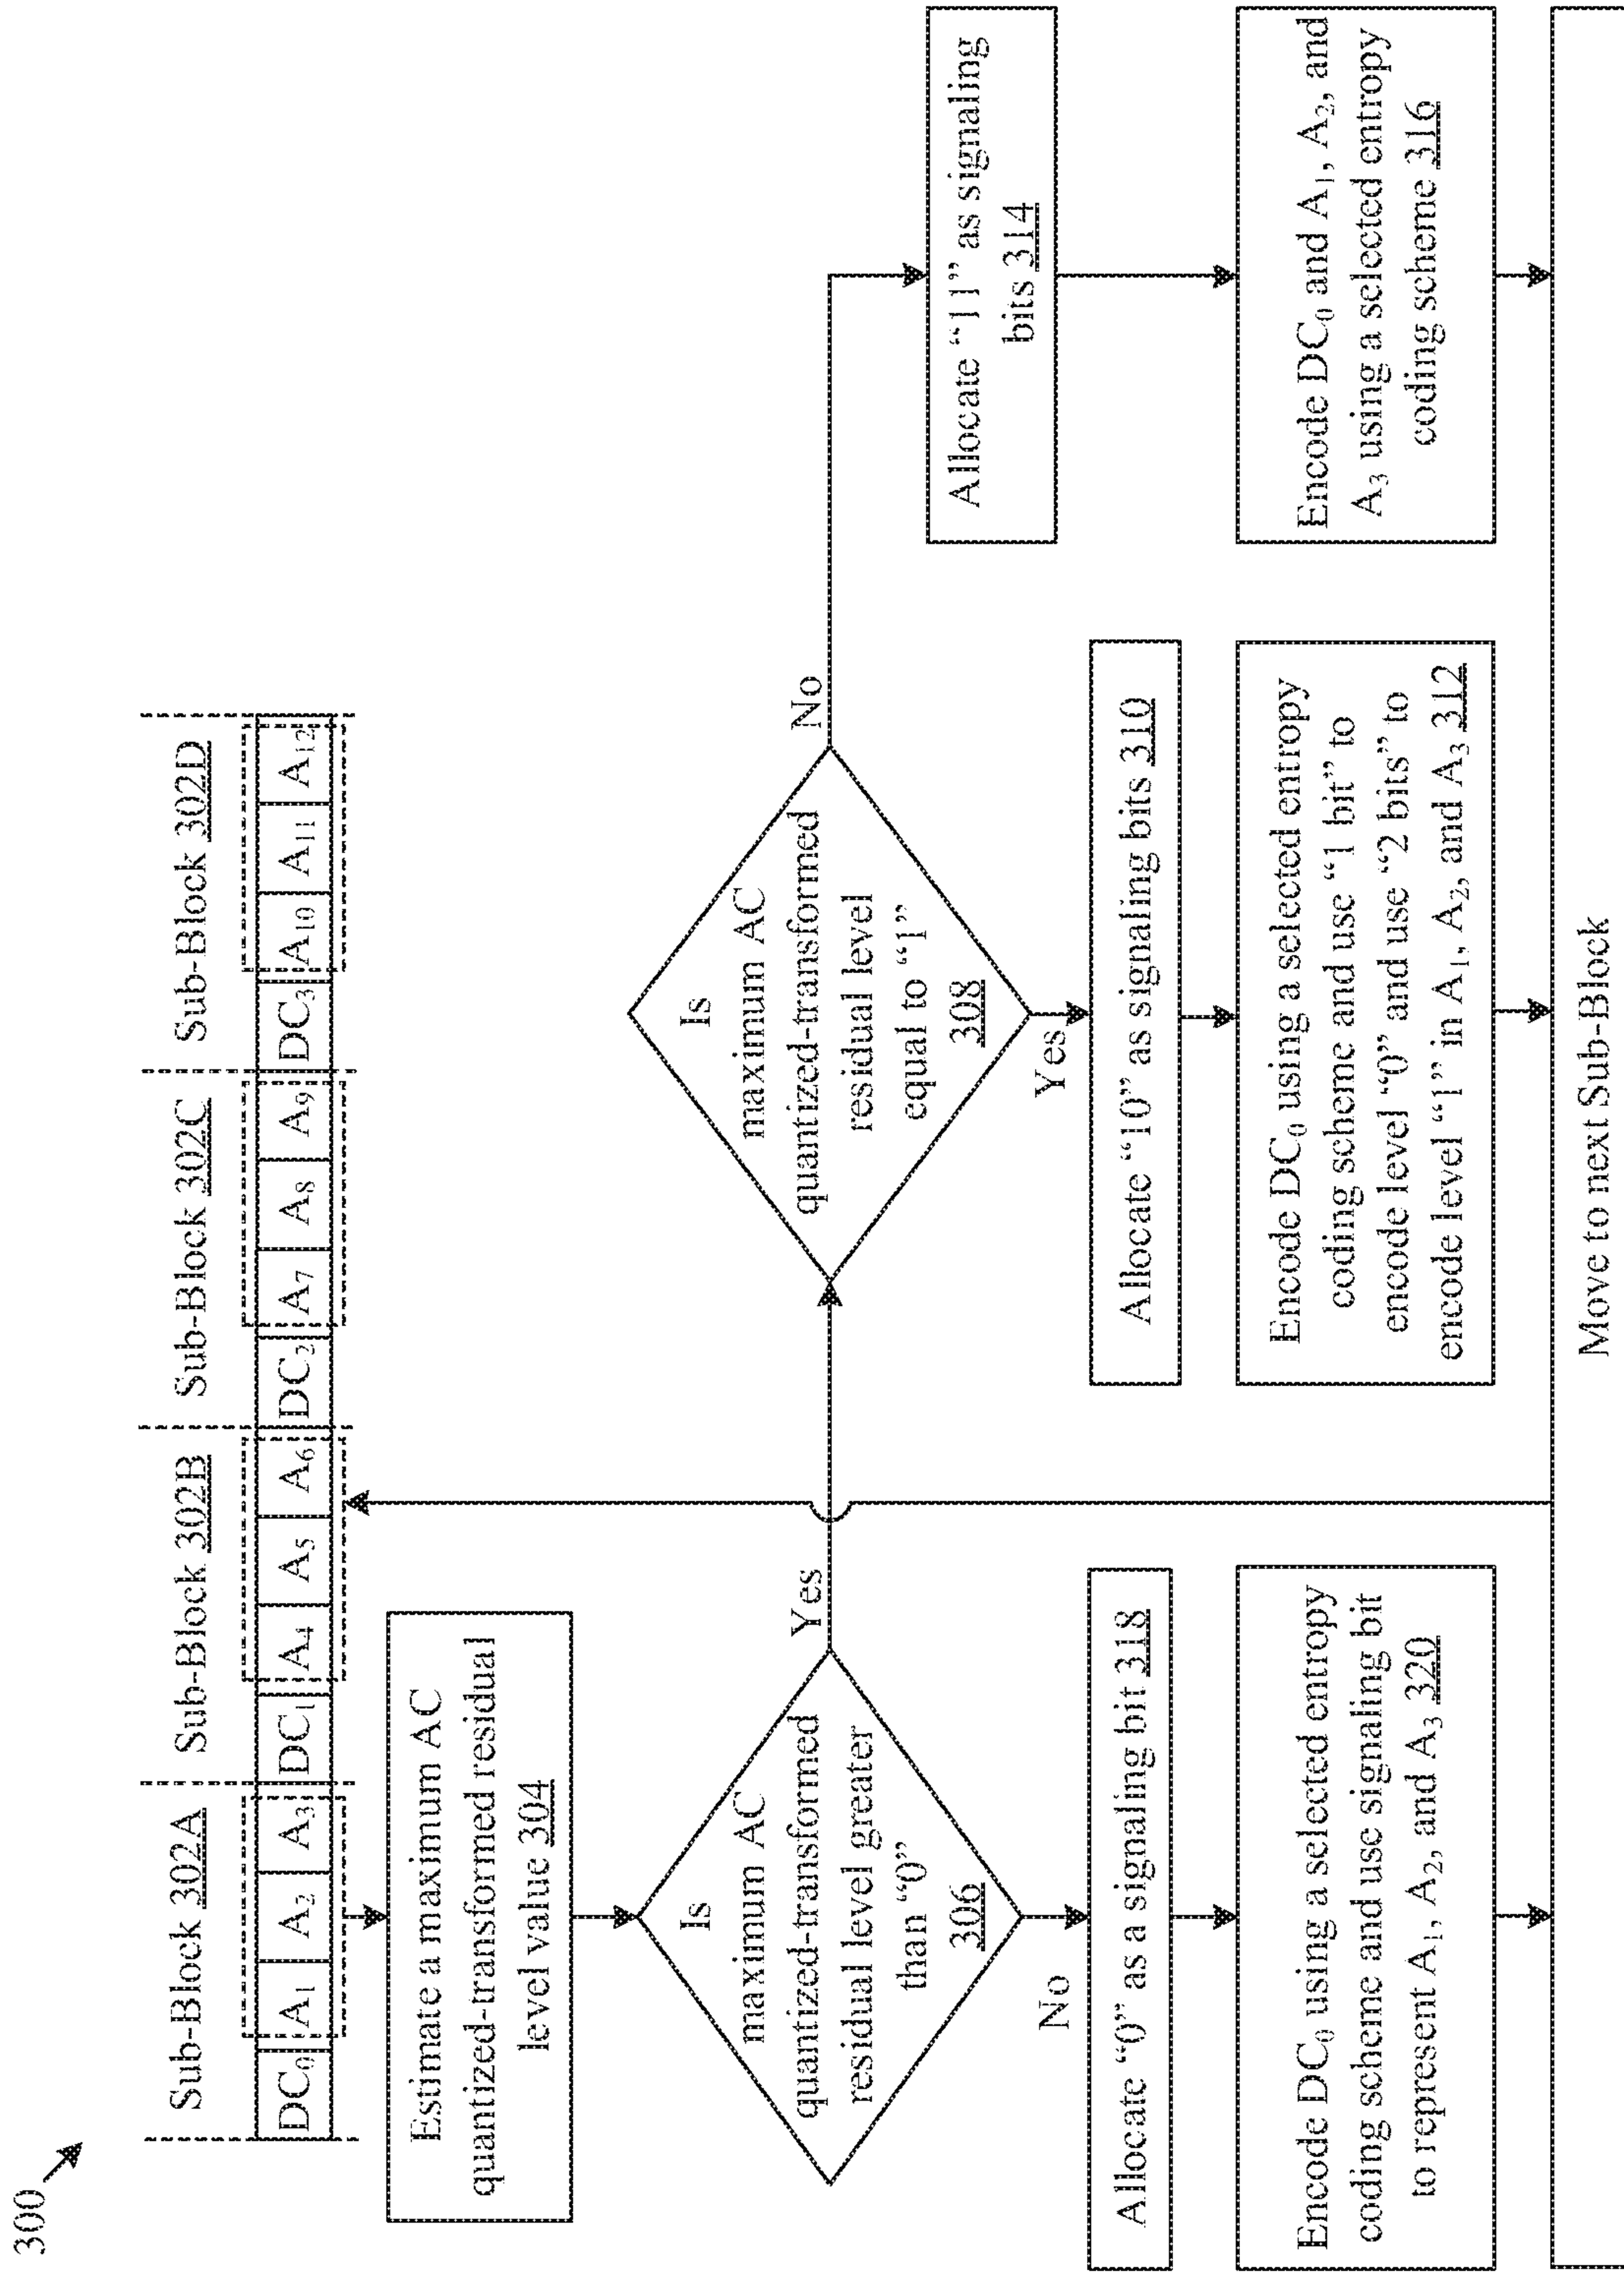 300
Sub-Block 302A
Sub-Block 302B
Sub-Block 302C
Sub-Block 302D
DC₀ A₁ A₂ A₃ DC₁ A₄ A₅ A₆ DC₂ A₇ A₈ A₉ DC₃ A₁₀ A₁₁ A₁₂
Estimate a maximum AC
quantized-transformed residual
level value 304
Is
maximum AC
quantized-transformed
residual level greater
than “0”
306
Yes
No
Is
maximum AC
quantized-transformed
residual level
equal to “1”
308
No
Yes
Allocate “11” as signaling
bits 314
Allocate “0” as a signaling bit 318
Allocate “10” as signaling bits 310
Encode DC₀ using a selected entropy
coding scheme and use signaling bit
to represent A₁, A₂, and A₃ 320
Encode DC₀ using a selected entropy
coding scheme and use “1 bit” to
encode level “0” and use “2 bits” to
encode level “1” in A₁, A₂, and A₃ 312
Encode DC₀ and A₁, A₂, and
A₃ using a selected entropy
coding scheme 316
Move to next Sub-Block